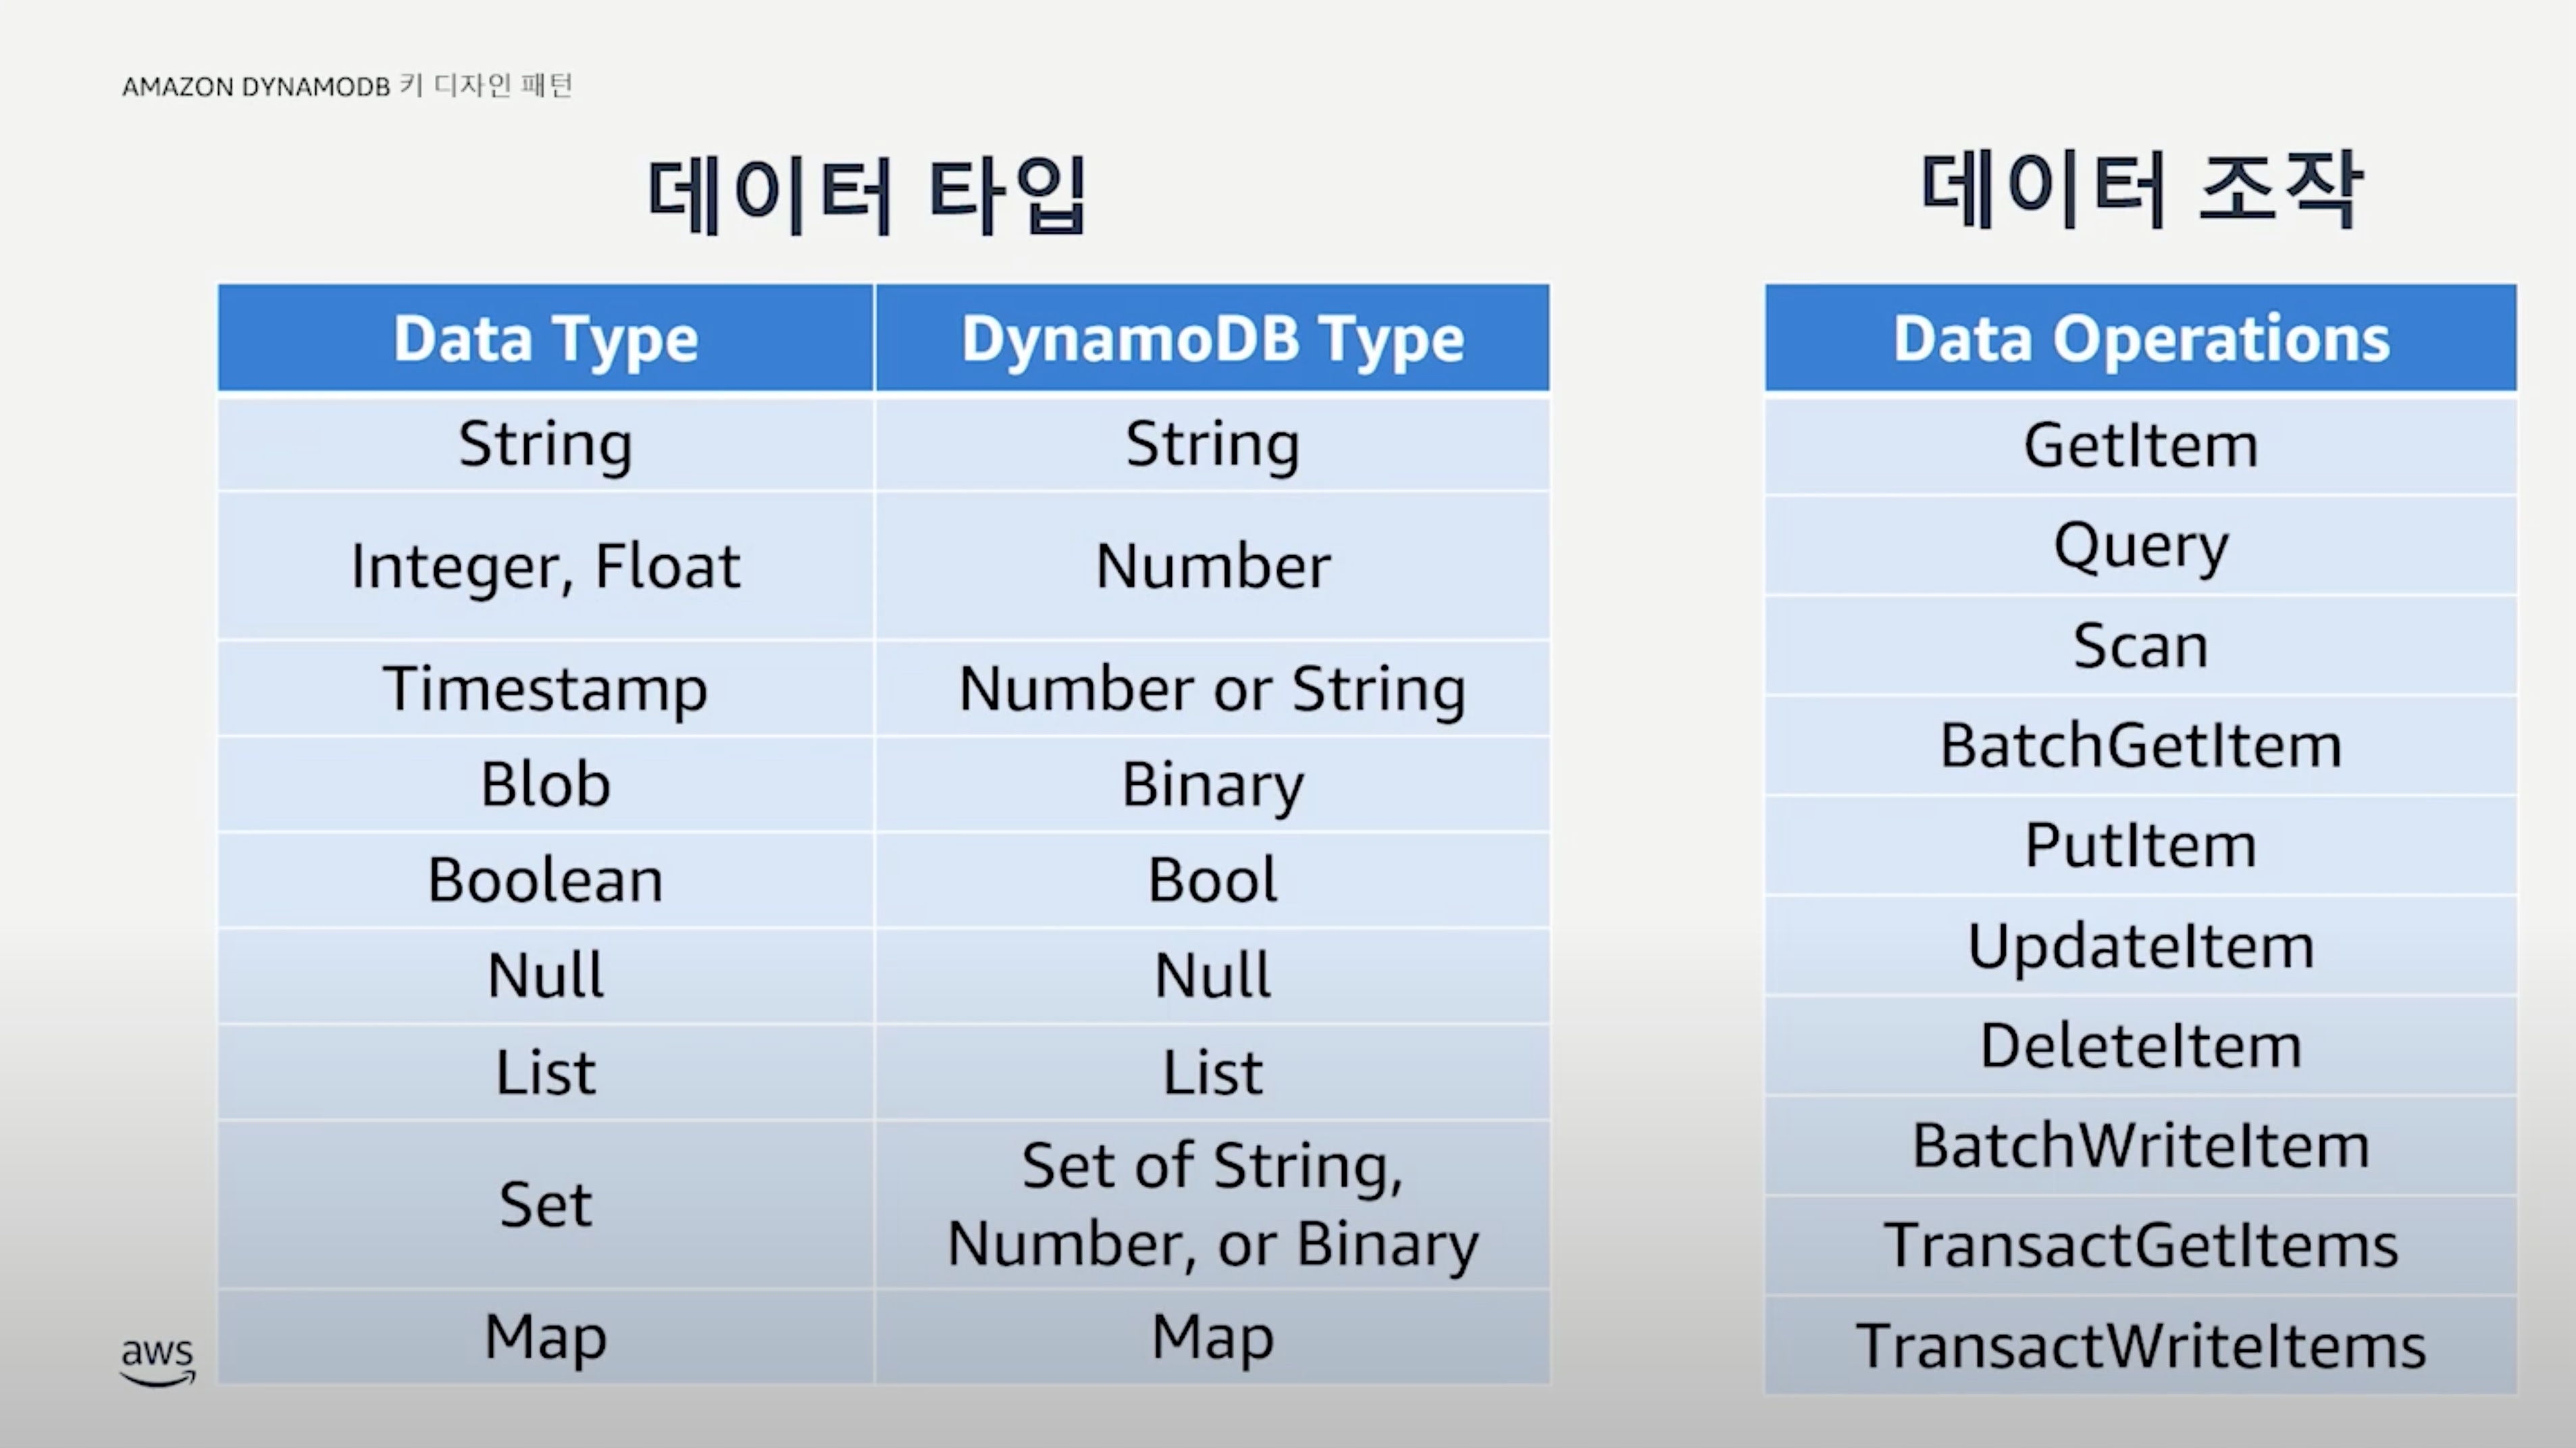 AMAZON DYNAMODB 키 디자인 패턴
데이터 타입
Data Type DynamoDB Type
String String
Integer, Float Number
Timestamp Number or String
Blob Binary
Boolean Bool
Null Null
List List
Set Set of String,
Number, or Binary
Map Map
데이터 조작
Data Operations
GetItem
Query
Scan
BatchGetItem
PutItem
UpdateItem
DeleteItem
BatchWriteItem
TransactGetItems
TransactWriteItems
aws